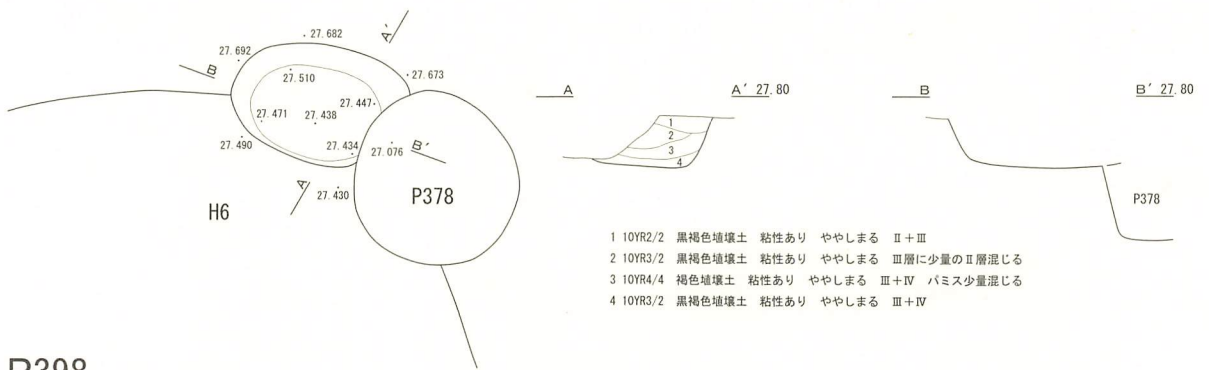 27.682
A′
27.692
B
27.673
27.510
27.447
27.471
27.438
27.490
27.434
27.076
B′
A
27.430
H6
P378
A A′ 27.80
1
2
3
4
B B′ 27.80
P378
1 10YR2/2 黒褐色埴壌土 粘性あり ややしまる Ⅱ+Ⅲ
2 10YR3/2 黒褐色埴壌土 粘性あり ややしまる Ⅲ層に少量のⅡ層混じる
3 10YR4/4 褐色埴壌土 粘性あり ややしまる Ⅲ+Ⅳ パミス少量混じる
4 10YR3/2 黒褐色埴壌土 粘性あり ややしまる Ⅲ+Ⅳ